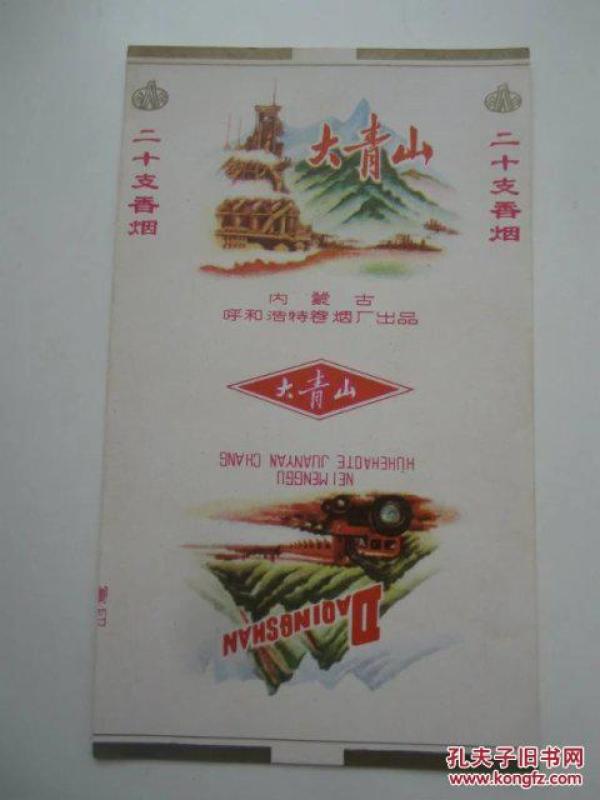 大青山
二十支香烟
二十支香烟
内蒙古
呼和浩特卷烟厂出品
大青山
NEIMENGGU
HUHEHAOTE JUANYAN CHANG
DAQINGSHAN
孔夫子旧书网
www.kongfz.com